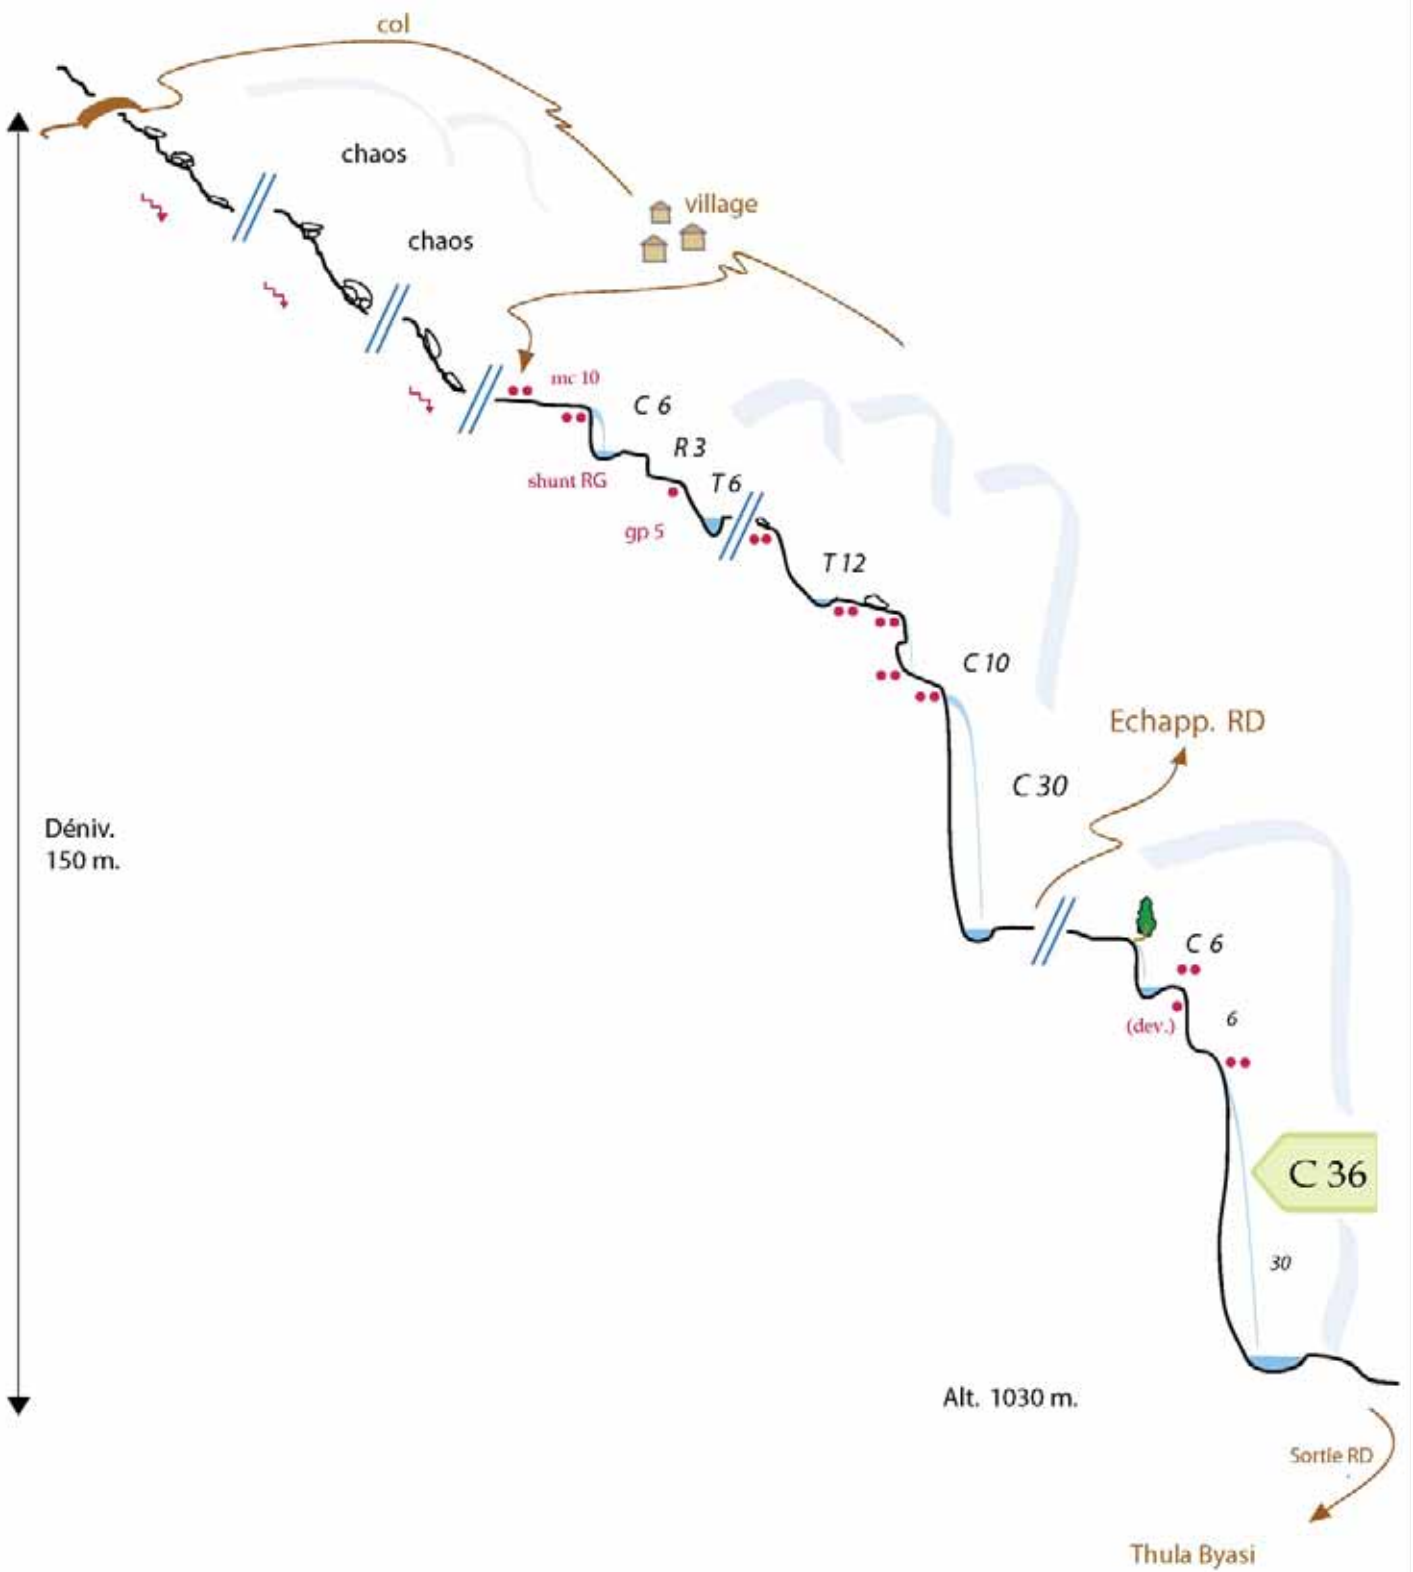 col
chaos
village
chaos
mc 10
C 6
R 3
shunt RG
T 6
gp 5
T 12
C 10
Echapp. RD
C 30
Déniv.
150 m.
C 6
6
(dev.)
C 36
30
Alt. 1030 m.
Sortie RD
Thula Byasi